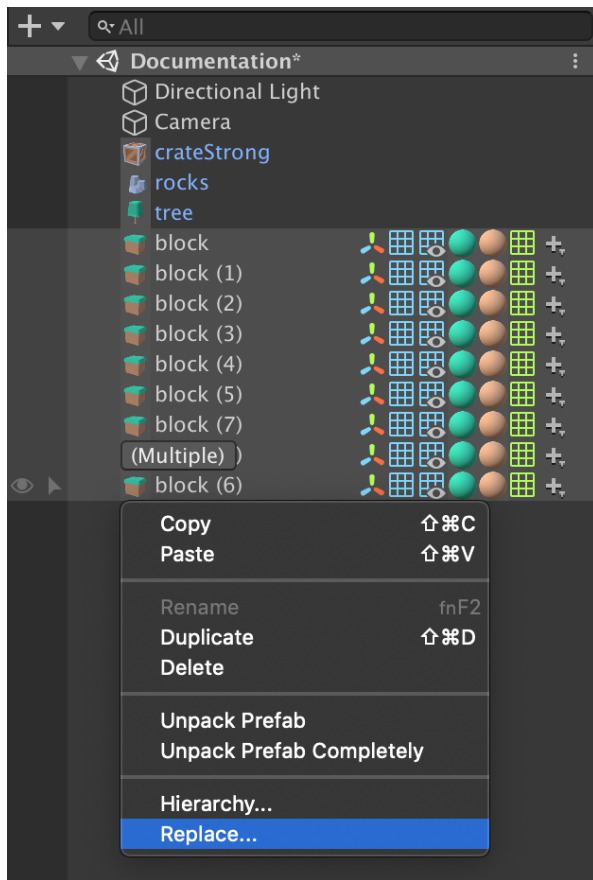 All
Documentation*
Directional Light
Camera
crateStrong
rocks
tree
block
block (1)
block (2)
block (3)
block (4)
block (5)
block (7)
(Multiple) )
block (6)
Copy ⇧⌘C
Paste ⇧⌘V
Rename fnF2
Duplicate ⇧⌘D
Delete
Unpack Prefab
Unpack Prefab Completely
Hierarchy...
Replace...